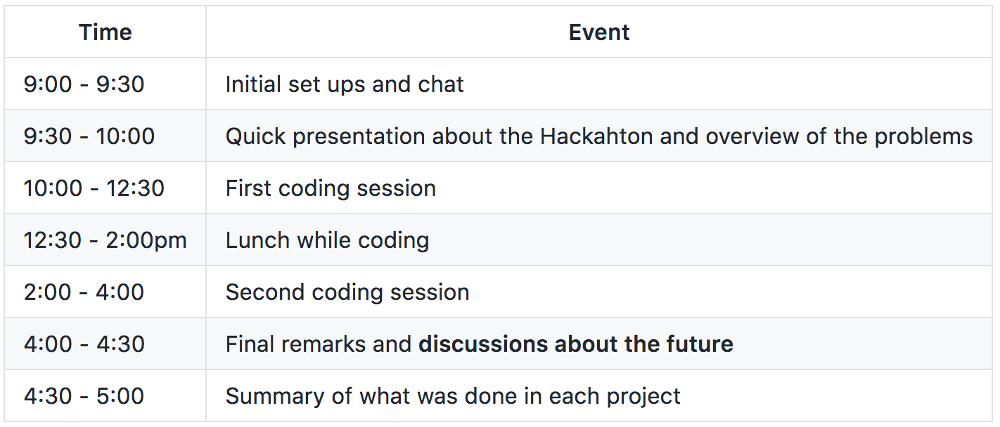 Time Event
9:00 - 9:30 Initial set ups and chat
9:30 - 10:00 Quick presentation about the Hackahton and overview of the problems
10:00 - 12:30 First coding session
12:30 - 2:00pm Lunch while coding
2:00 - 4:00 Second coding session
4:00 - 4:30 Final remarks and discussions about the future
4:30 - 5:00 Summary of what was done in each project